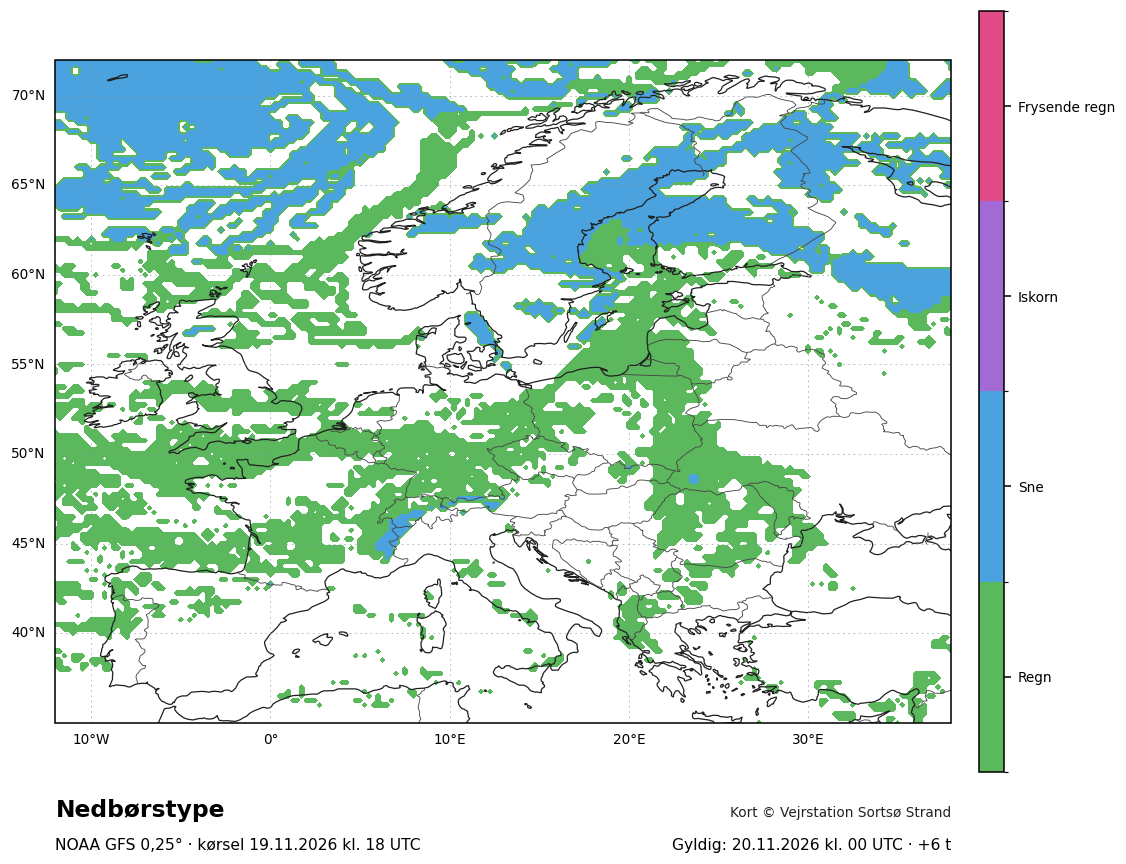 70°N
65°N
60°N
55°N
50°N
45°N
40°N
10°W
0°
10°E
20°E
30°E
Frysende regn
Iskorn
Sne
Regn
Nedbørstype
Kort © Vejrstation Sortsø Strand
NOAA GFS 0,25° · kørsel 19.11.2026 kl. 18 UTC
Gyldig: 20.11.2026 kl. 00 UTC · +6 t